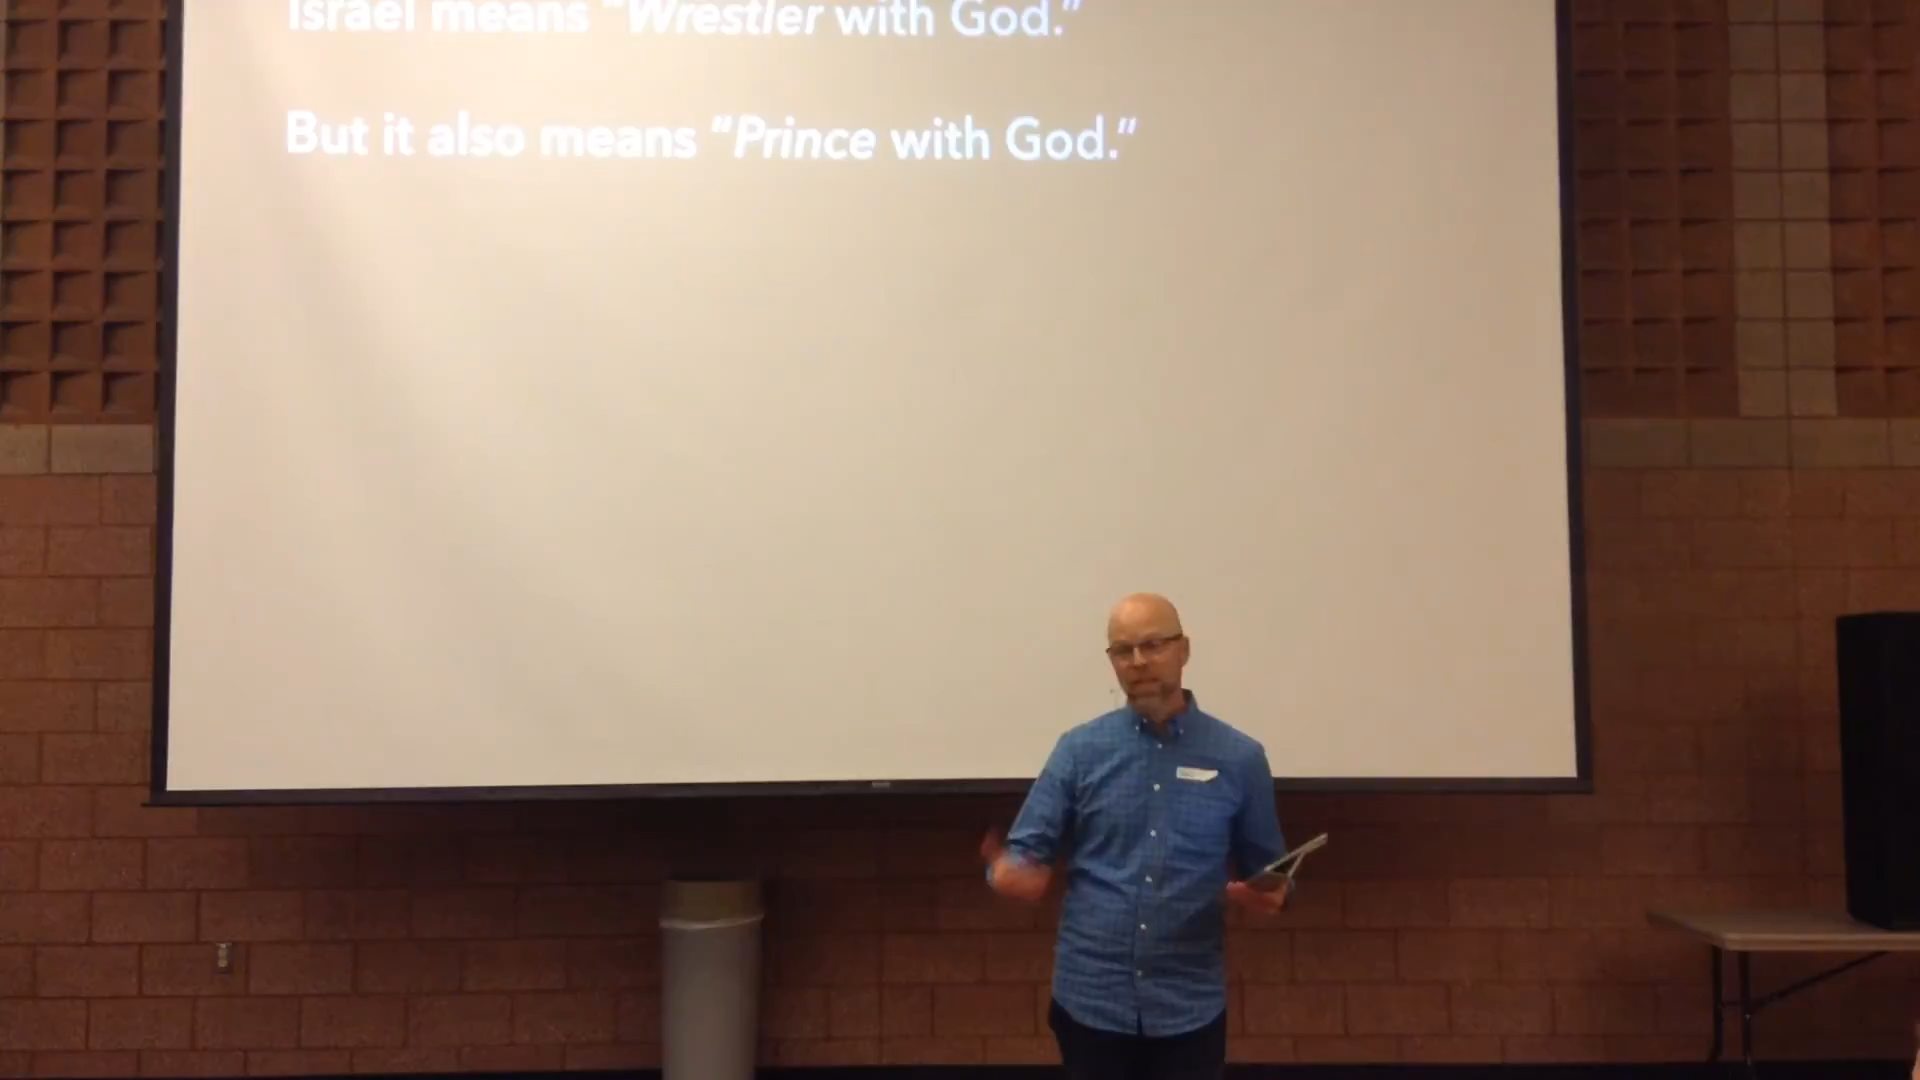 Israel means "Wrestler with God."
But it also means "Prince with God."